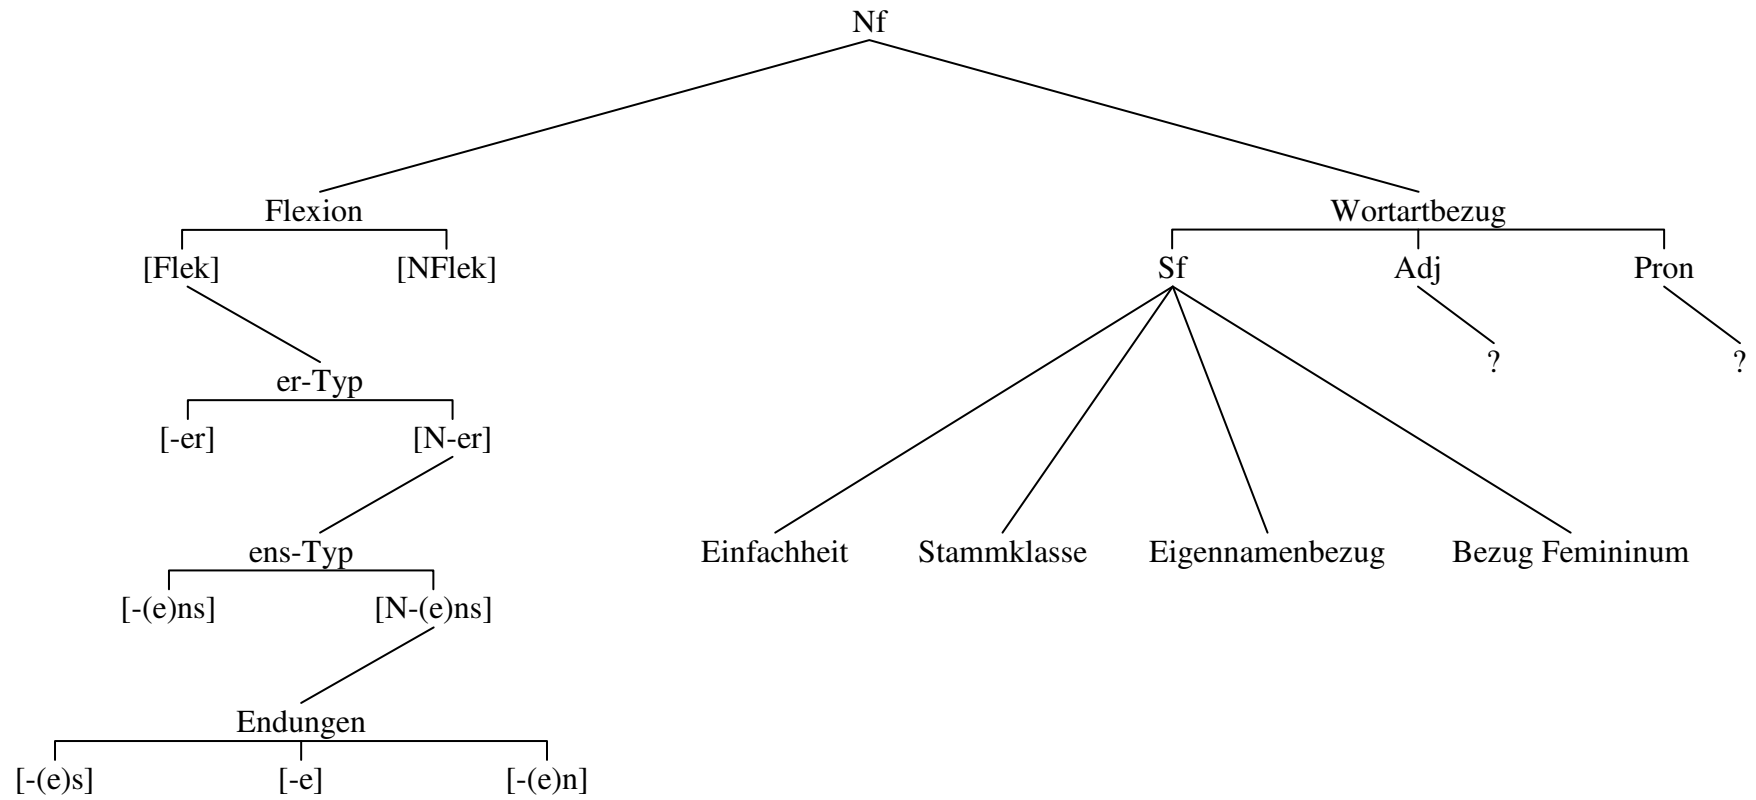 Nf
Flexion Wortartbezug
[Flek] [NFlek] Sf Adj Pron
? ?
er-Typ
[-er] [N-er]
ens-Typ Einfachheit Stammklasse Eigennamenbezug Bezug Femininum
[-(e)ns] [N-(e)ns]
Endungen
[-(e)s] [-e] [-(e)n]